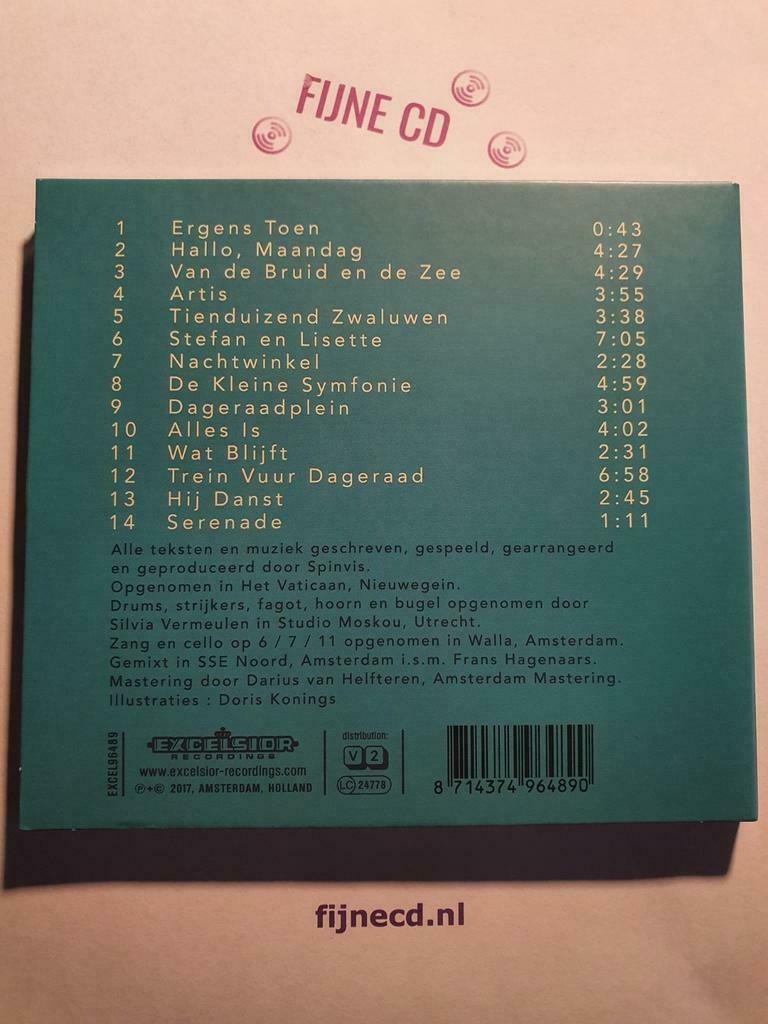 FIJNE CD
1 Ergens Toen 0:43
2 Hallo, Maandag 4:27
3 Van de Bruid en de Zee 4:29
4 Artis 3:55
5 Tienduizend Zwaluwen 3:38
6 Stefan en Lisette 7:05
7 Nachtwinkel 2:28
8 De Kleine Symfonie 4:59
9 Dageraadplein 3:01
10 Alles Is 4:02
11 Wat Blijft 2:31
12 Trein Vuur Dageraad 6:58
13 Hij Danst 2:45
14 Serenade 1:11
Alle teksten en muziek geschreven, gespeeld, gearrangeerd
en geproduceerd door Spinvis.
Opgenomen in Het Vaticaan, Nieuwegein.
Drums, strijkers, fagot, hoorn en bugel opgenomen door
Silvia Vermeulen in Studio Moskou, Utrecht.
Zang en cello op 6 / 7 / 11 opgenomen in Walla, Amsterdam.
Gemixt in SSE Noord, Amsterdam i.s.m. Frans Hagenaars.
Mastering door Darius van Helfteren, Amsterdam Mastering.
Illustraties : Doris Konings
EXCEL96489
EXCELSIOR
RECORDINGS
www.excelsior-recordings.com
℗+© 2017, AMSTERDAM, HOLLAND
distribution:
V2
LC 24778
8 714374 964890
fijnecd.nl